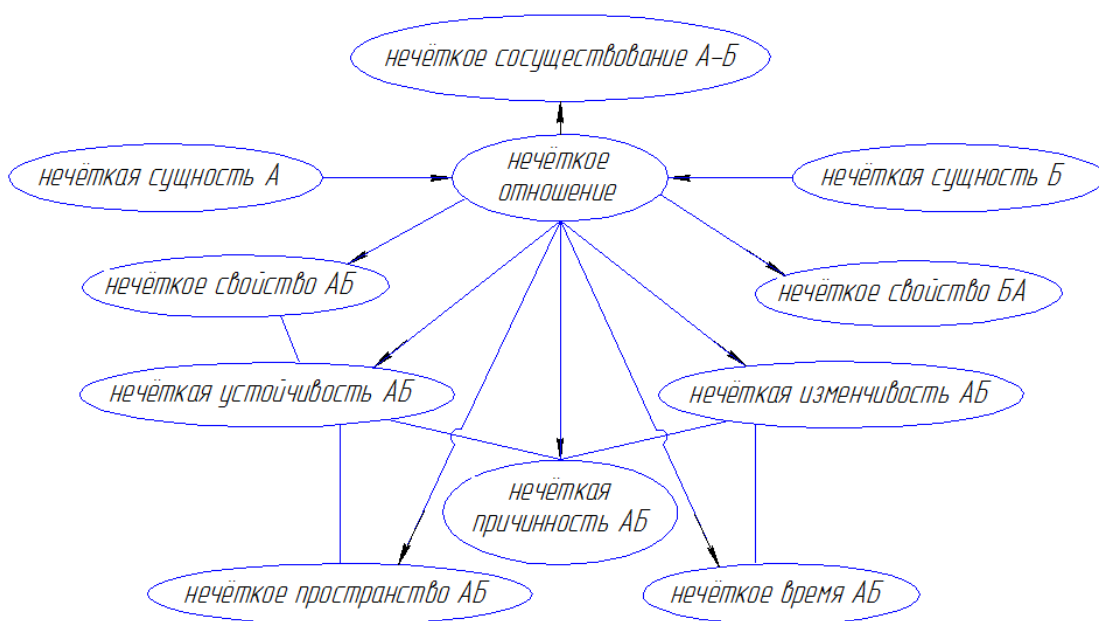 нечёткое сосуществование А-Б
нечёткое
отношение
нечёткая сущность А
нечёткая сущность Б
нечёткое свойство АБ
нечёткое свойство БА
нечёткая устойчивость АБ
нечёткая изменчивость АБ
нечёткая
причинность АБ
нечёткое пространство АБ
нечёткое время АБ